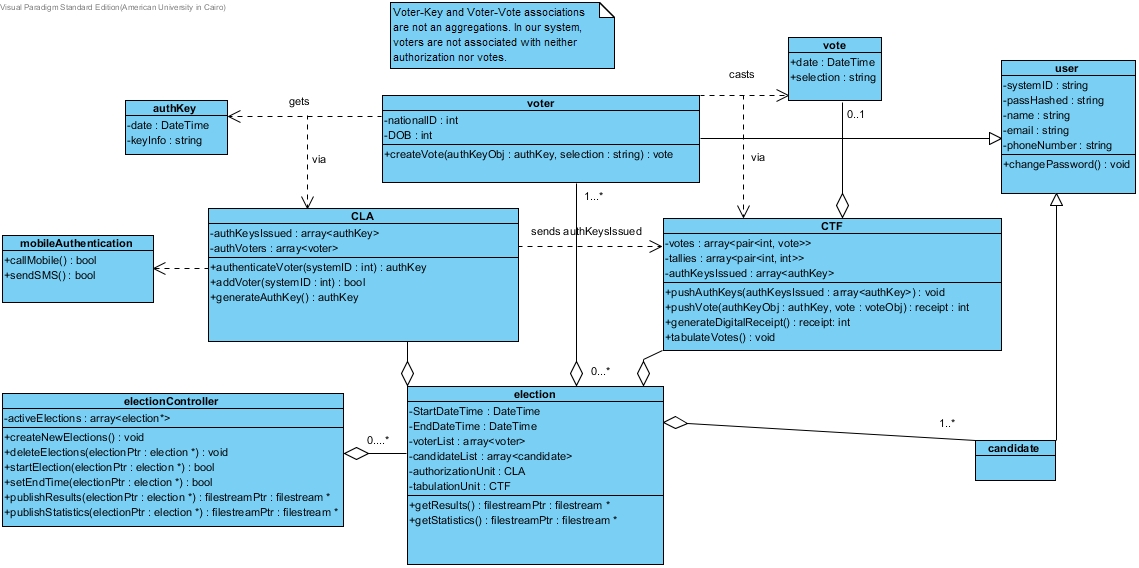 Visual Paradigm Standard Edition(American University in Cairo)
Voter-Key and Voter-Vote associations
are not an aggregations. In our system,
voters are not associated with neither
authorization nor votes.
vote
+date : DateTime
+selection : string
user
-systemID : string
-passHashed : string
-name : string
-email : string
-phoneNumber : string
+changePassword() : void
casts
gets
authKey
-date : DateTime
-keyInfo : string
voter
-nationalID : int
-DOB : int
+createVote(authKeyObj : authKey, selection : string) : vote
0..1
via
via
1...*
CLA
-authKeysIssued : array<authKey>
-authVoters : array<voter>
+authenticateVoter(systemID : int) : authKey
+addVoter(systemID : int) : bool
+generateAuthKey() : authKey
sends authKeysIssued
CTF
-votes : array<pair<int, vote>>
-tallies : array<pair<int, int>>
-authKeysIssued : array<authKey>
+pushAuthKeys(authKeysIssued : array<authKey>) : void
+pushVote(authKeyObj : authKey, vote : voteObj) : receipt : int
+generateDigitalReceipt() : receipt: int
+tabulateVotes() : void
mobileAuthentication
+callMobile() : bool
+sendSMS() : bool
0...*
electionController
-activeElections : array<election*>
+createNewElections() : void
+deleteElections(electionPtr : election *) : void
+startElection(electionPtr : election *) : bool
+setEndTime(electionPtr : election *) : bool
+publishResults(electionPtr : election *) : filestreamPtr : filestream *
+publishStatistics(electionPtr : election *) : filestreamPtr : filestream *
0....*
election
-StartDateTime : DateTime
-EndDateTime : DateTime
-voterList : array<voter>
-candidateList : array<candidate>
-authorizationUnit : CLA
-tabulationUnit : CTF
+getResults() : filestreamPtr : filestream *
+getStatistics() : filestreamPtr : filestream *
1..*
candidate